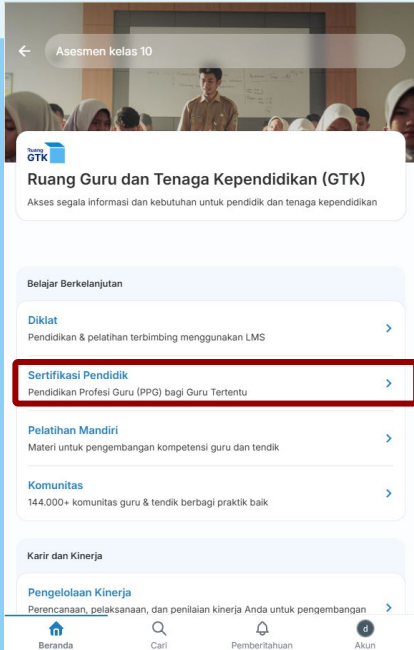 Asesmen kelas 10
Ruang
GTK
Ruang Guru dan Tenaga Kependidikan (GTK)
Akses segala informasi dan kebutuhan untuk pendidik dan tenaga kependidikan
Belajar Berkelanjutan
Diklat
Pendidikan & pelatihan terbimbing menggunakan LMS
Sertifikasi Pendidik
Pendidikan Profesi Guru (PPG) bagi Guru Tertentu
Pelatihan Mandiri
Materi untuk pengembangan kompetensi guru dan tendik
Komunitas
144.000+ komunitas guru & tendik berbagi praktik baik
Karir dan Kinerja
Pengelolaan Kinerja
Perencanaan, pelaksanaan, dan penilaian kinerja Anda untuk pengembangan
d
Beranda Cari Pemberitahuan Akun